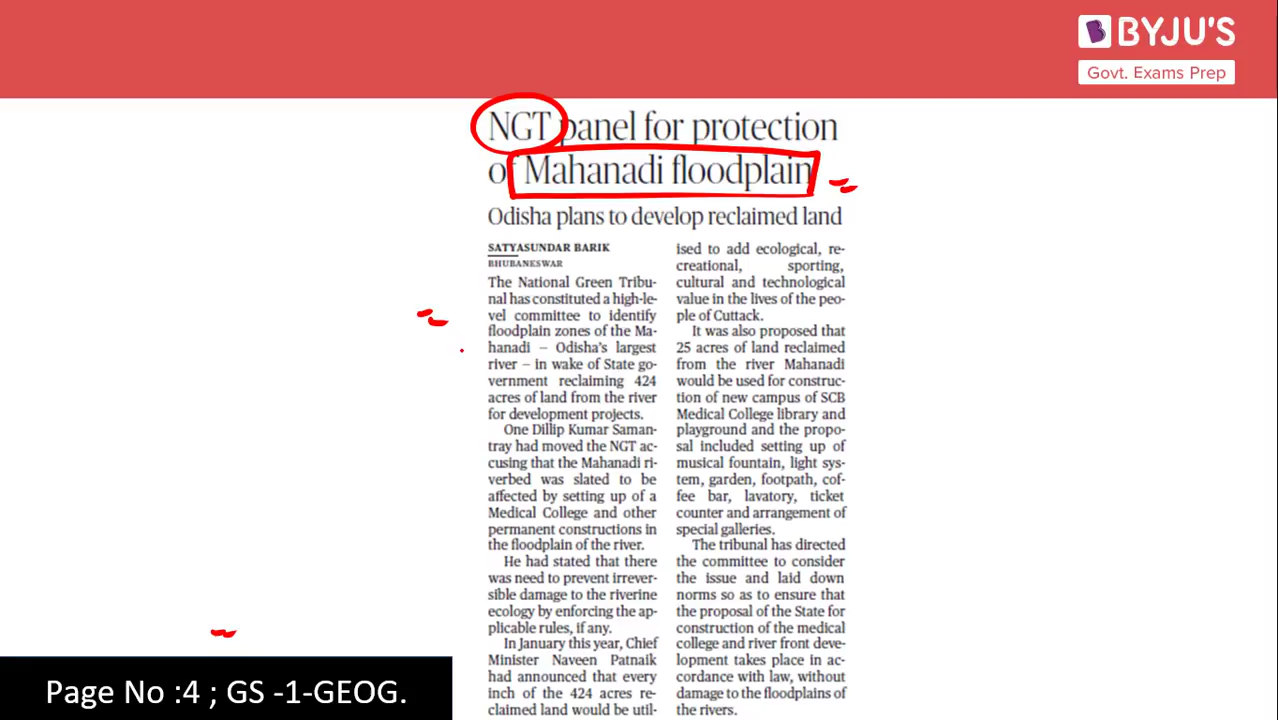 BYJU'S
Govt. Exams Prep
NGT panel for protection
of Mahanadi floodplain
Odisha plans to develop reclaimed land
SATYASUNDAR BARIK
BHUBANESWAR
The National Green Tribu-
nal has constituted a high-le-
vel committee to identify
floodplain zones of the Ma-
hanadi – Odisha's largest
river – in wake of State go-
vernment reclaiming 424
acres of land from the river
for development projects.
One Dillip Kumar Saman-
tray had moved the NGT ac-
cusing that the Mahanadi ri-
verbed was slated to be
affected by setting up of a
Medical College and other
permanent constructions in
the floodplain of the river.
He had stated that there
was need to prevent irrever-
sible damage to the riverine
ecology by enforcing the ap-
plicable rules, if any.
In January this year, Chief
Minister Naveen Patnaik
had announced that every
inch of the 424 acres re-
claimed land would be util-
ised to add ecological, re-
creational, sporting,
cultural and technological
value in the lives of the peo-
ple of Cuttack.
It was also proposed that
25 acres of land reclaimed
from the river Mahanadi
would be used for construc-
tion of new campus of SCB
Medical College library and
playground and the propo-
sal included setting up of
musical fountain, light sys-
tem, garden, footpath, cof-
fee bar, lavatory, ticket
counter and arrangement of
special galleries.
The tribunal has directed
the committee to consider
the issue and laid down
norms so as to ensure that
the proposal of the State for
construction of the medical
college and river front deve-
lopment takes place in ac-
cordance with law, without
damage to the floodplains of
the rivers.
Page No :4 ; GS -1-GEOG.